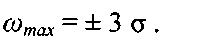 ω_max = ± 3 σ .